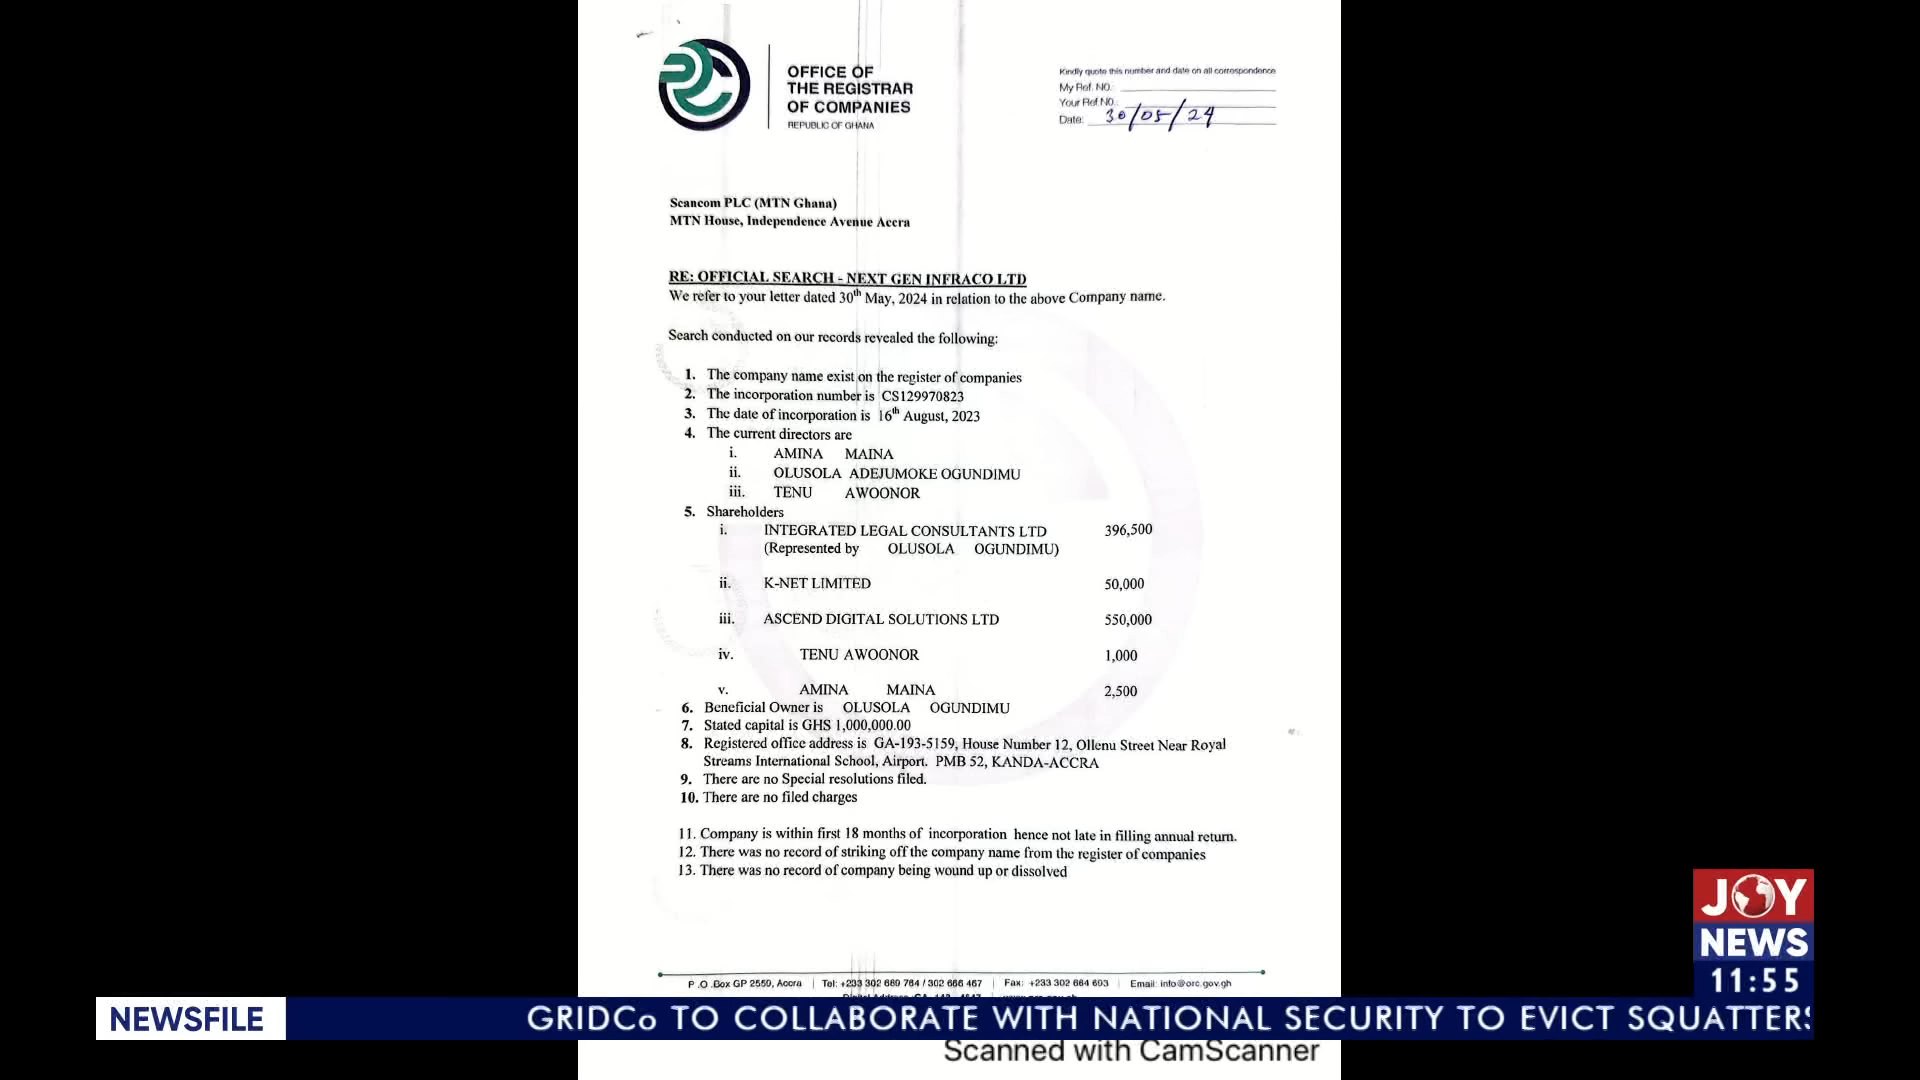 OFFICE OF
THE REGISTRAR
OF COMPANIES
REPUBLIC OF GHANA
Kindly quote this number and date on all correspondence
My Ref. NO.:
Your Ref NO.:
Date: 30/05/24
Scancom PLC (MTN Ghana)
MTN House, Independence Avenue Accra
RE: OFFICIAL SEARCH - NEXT GEN INFRACO LTD
We refer to your letter dated 30th May, 2024 in relation to the above Company name.
Search conducted on our records revealed the following:
1. The company name exist on the register of companies
2. The incorporation number is CS129970823
3. The date of incorporation is 16th August, 2023
4. The current directors are
i. AMINA MAINA
ii. OLUSOLA ADEJUMOKE OGUNDIMU
iii. TENU AWOONOR
5. Shareholders
i. INTEGRATED LEGAL CONSULTANTS LTD 396,500
(Represented by OLUSOLA OGUNDIMU)
ii. K-NET LIMITED 50,000
iii. ASCEND DIGITAL SOLUTIONS LTD 550,000
iv. TENU AWOONOR 1,000
v. AMINA MAINA 2,500
6. Beneficial Owner is OLUSOLA OGUNDIMU
7. Stated capital is GHS 1,000,000.00
8. Registered office address is GA-193-5159, House Number 12, Ollenu Street Near Royal
Streams International School, Airport. PMB 52, KANDA-ACCRA
9. There are no Special resolutions filed.
10. There are no filed charges
11. Company is within first 18 months of incorporation hence not late in filling annual return.
12. There was no record of striking off the company name from the register of companies
13. There was no record of company being wound up or dissolved
P .O .Box GP 2550, Accra | Tel: +233 302 660 764 / 302 666 467 | Fax: +233 302 664 693 | Email: info@orc.gov.gh
JOY
NEWS
11:55
NEWSFILE
GRIDCo TO COLLABORATE WITH NATIONAL SECURITY TO EVICT SQUATTERS
Scanned with CamScanner